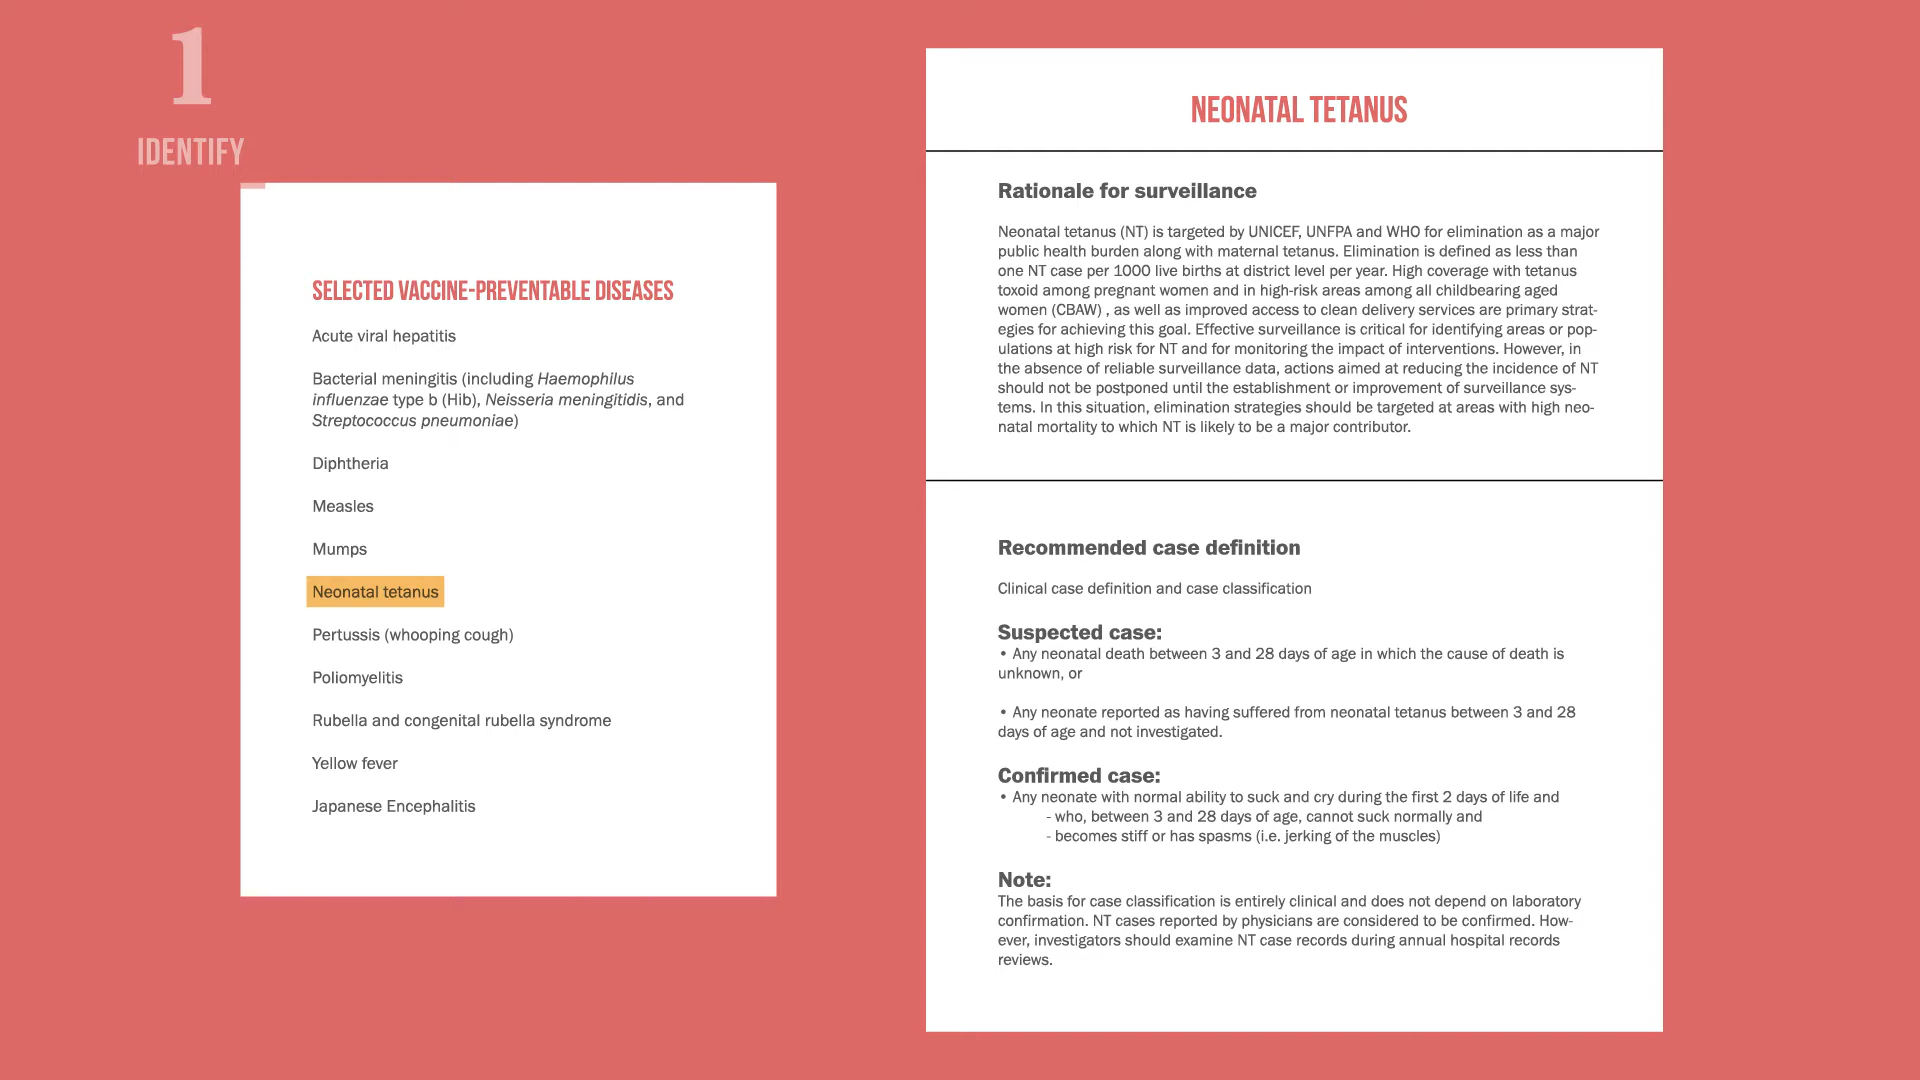 1
IDENTIFY
SELECTED VACCINE-PREVENTABLE DISEASES
Acute viral hepatitis
Bacterial meningitis (including Haemophilus
influenzae type b (Hib), Neisseria meningitidis, and
Streptococcus pneumoniae)
Diphtheria
Measles
Mumps
Neonatal tetanus
Pertussis (whooping cough)
Poliomyelitis
Rubella and congenital rubella syndrome
Yellow fever
Japanese Encephalitis
NEONATAL TETANUS
Rationale for surveillance
Neonatal tetanus (NT) is targeted by UNICEF, UNFPA and WHO for elimination as a major
public health burden along with maternal tetanus. Elimination is defined as less than
one NT case per 1000 live births at district level per year. High coverage with tetanus
toxoid among pregnant women and in high-risk areas among all childbearing aged
women (CBAW) , as well as improved access to clean delivery services are primary strat-
egies for achieving this goal. Effective surveillance is critical for identifying areas or pop-
ulations at high risk for NT and for monitoring the impact of interventions. However, in
the absence of reliable surveillance data, actions aimed at reducing the incidence of NT
should not be postponed until the establishment or improvement of surveillance sys-
tems. In this situation, elimination strategies should be targeted at areas with high neo-
natal mortality to which NT is likely to be a major contributor.
Recommended case definition
Clinical case definition and case classification
Suspected case:
• Any neonatal death between 3 and 28 days of age in which the cause of death is
unknown, or
• Any neonate reported as having suffered from neonatal tetanus between 3 and 28
days of age and not investigated.
Confirmed case:
• Any neonate with normal ability to suck and cry during the first 2 days of life and
- who, between 3 and 28 days of age, cannot suck normally and
- becomes stiff or has spasms (i.e. jerking of the muscles)
Note:
The basis for case classification is entirely clinical and does not depend on laboratory
confirmation. NT cases reported by physicians are considered to be confirmed. How-
ever, investigators should examine NT case records during annual hospital records
reviews.